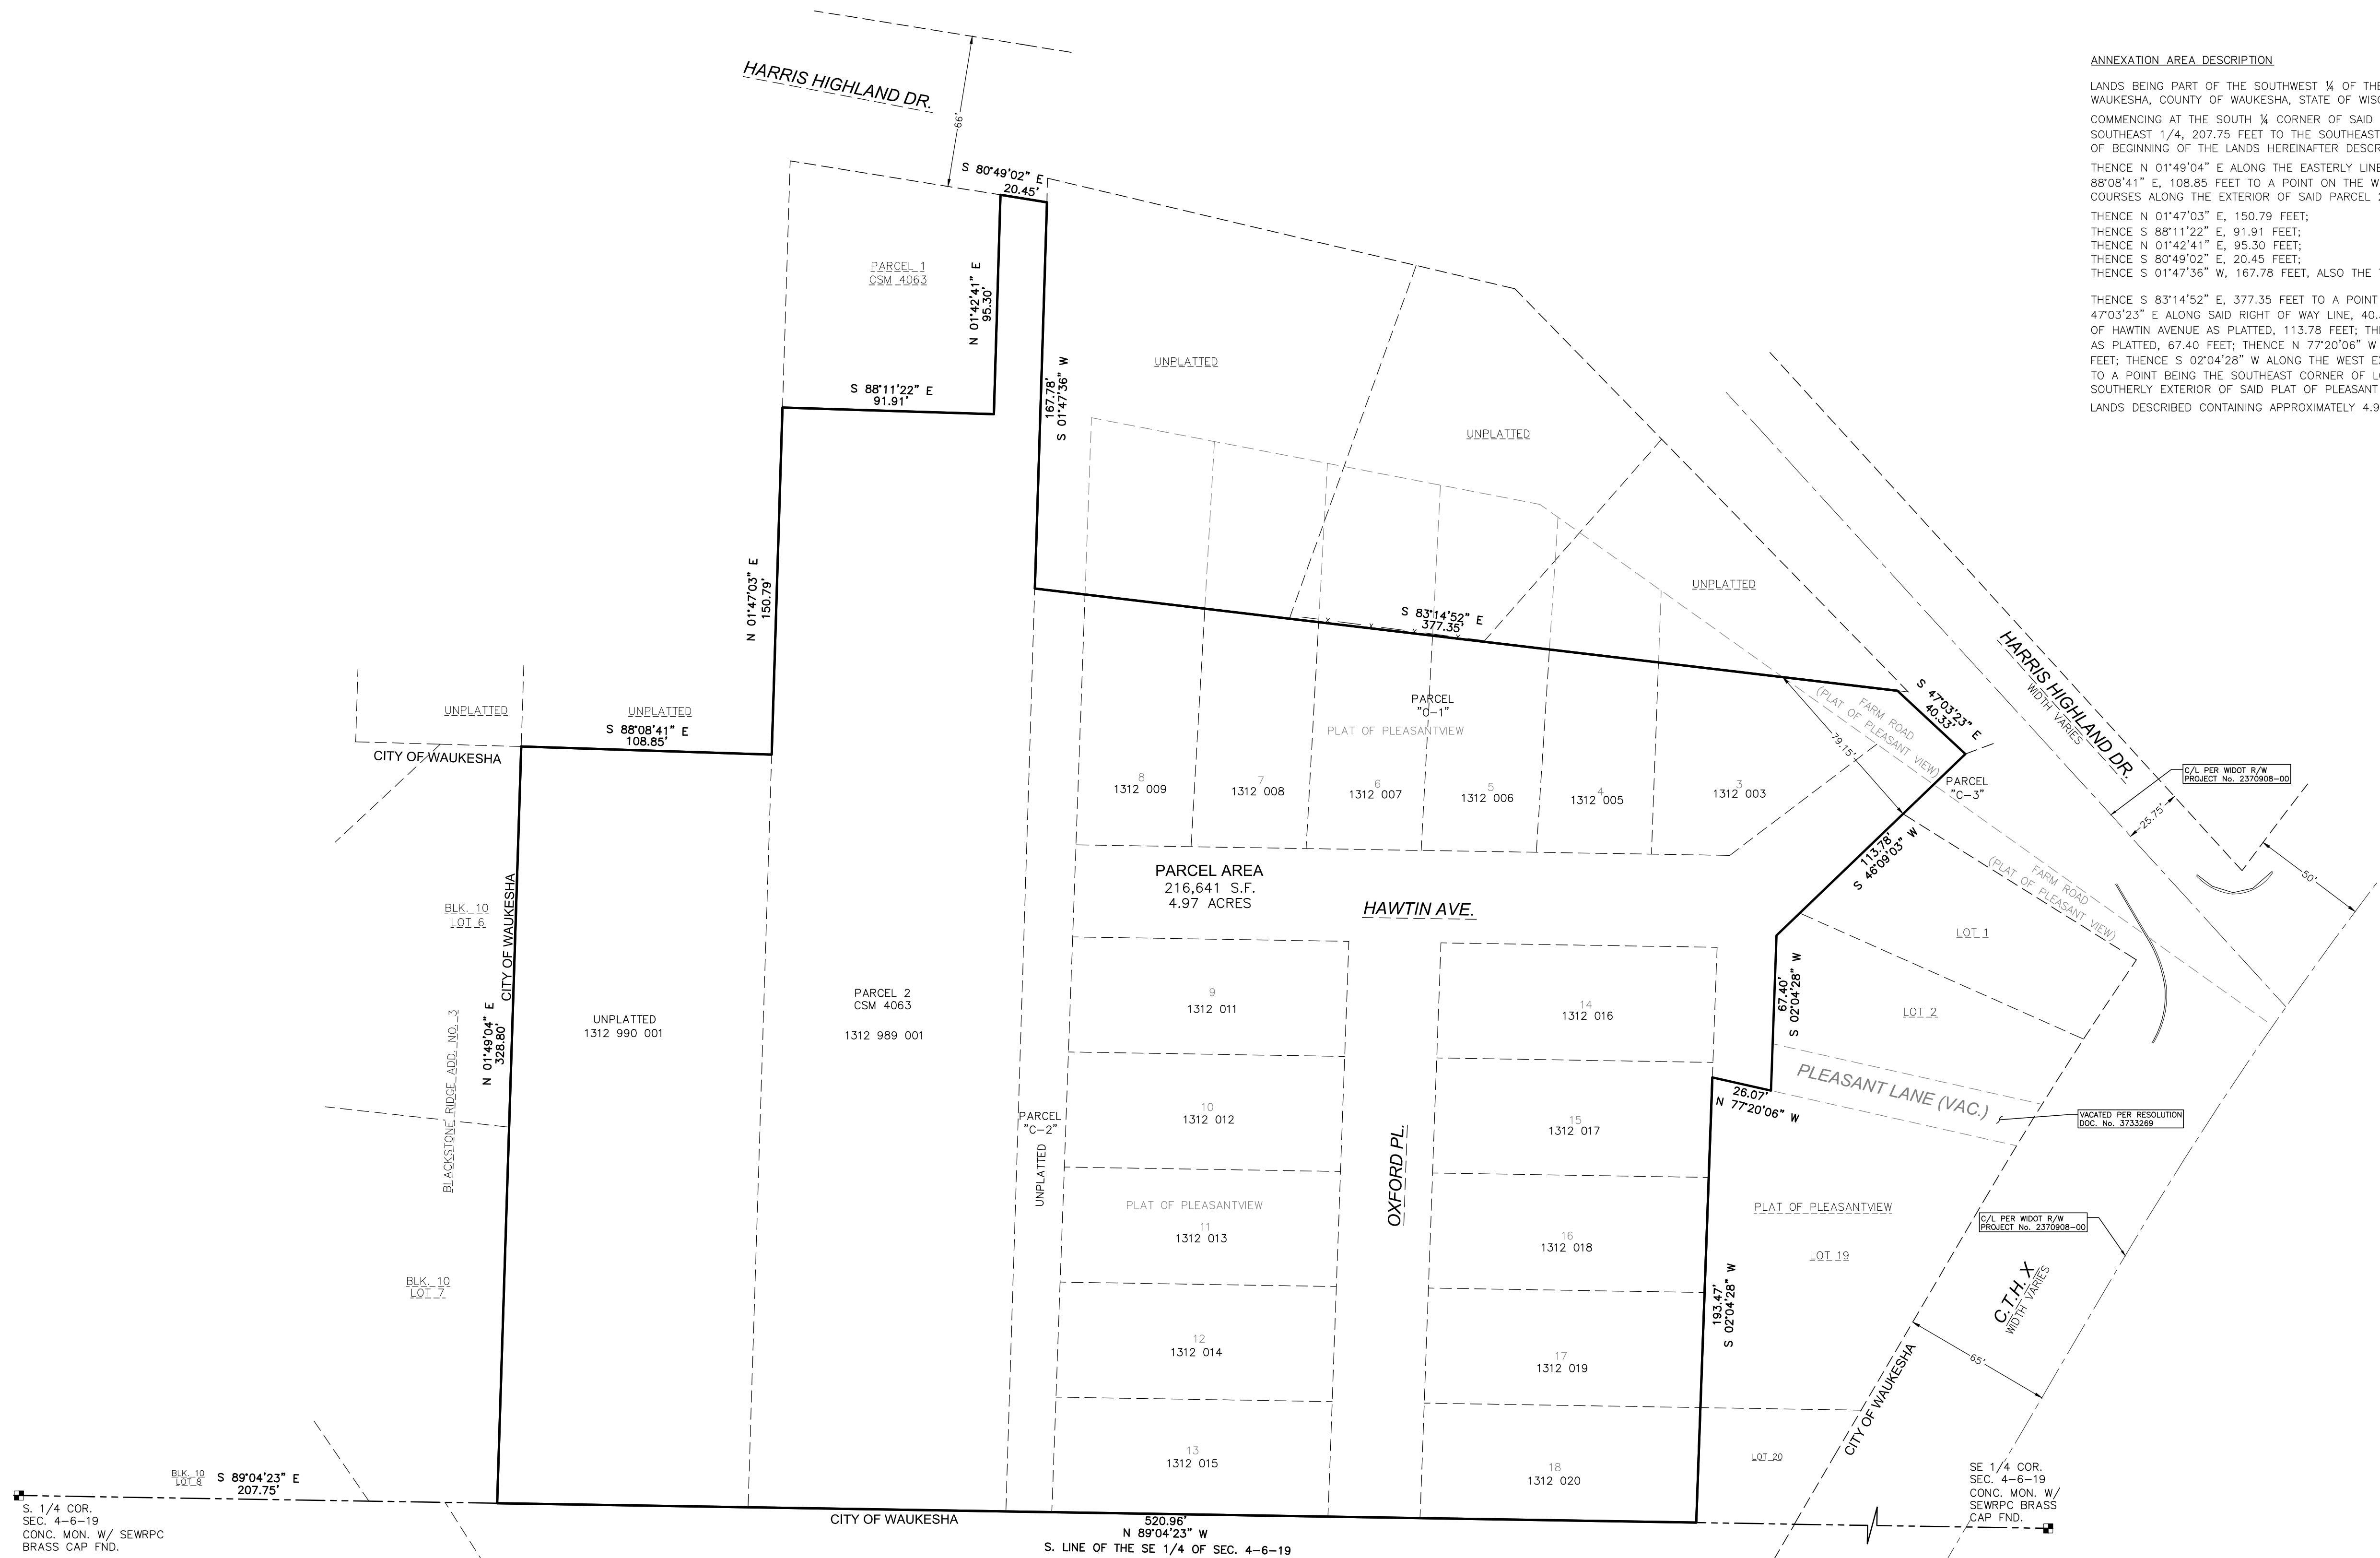 ANNEXATION AREA DESCRIPTION
LANDS BEING PART OF THE SOUTHWEST ¼ OF THE
WAUKESHA, COUNTY OF WAUKESHA, STATE OF
COMMENCING AT THE SOUTH ¼ CORNER OF SAID
SOUTHEAST 1/4, 207.75 FEET TO THE SOUTHEAST
OF BEGINNING OF THE LANDS HEREINAFTER
THENCE N 01°49'04" E ALONG THE EASTERLY LINE
88°08'41" E, 108.85 FEET TO A POINT ON THE
COURSES ALONG THE EXTERIOR OF SAID PARCEL
THENCE N 01°47'03" E, 150.79 FEET;
THENCE S 88°11'22" E, 91.91 FEET;
THENCE N 01°42'41" E, 95.30 FEET;
THENCE S 80°49'02" E, 20.45 FEET;
THENCE S 01°47'36" W, 167.78 FEET, ALSO THE
THENCE S 83°14'52" E, 377.35 FEET TO A POINT
47°03'23" E ALONG SAID RIGHT OF WAY LINE, 40.
OF HAWTIN AVENUE AS PLATTED, 113.78 FEET;
AS PLATTED, 67.40 FEET; THENCE N 77°20'06" W
FEET; THENCE S 02°04'28" W ALONG THE WEST
TO A POINT BEING THE SOUTHEAST CORNER OF
SOUTHERLY EXTERIOR OF SAID PLAT OF PLEASANT
LANDS DESCRIBED CONTAINING APPROXIMATELY 4.9
HARRIS HIGHLAND DR.
66'
S 80°49'02" E
20.45'
PARCEL 1
CSM 4063
N 01°42'41" E
95.30'
S 88°11'22" E
91.91'
167.78'
S 01°47'36" W
UNPLATTED
UNPLATTED
UNPLATTED
N 01°47'03" E
150.79'
S 83°14'52" E
377.35'
X X X X
UNPLATTED
UNPLATTED
S 88°08'41" E
108.85'
CITY OF WAUKESHA
PARCEL
"C-1"
PLAT OF PLEASANTVIEW
FARM ROAD
(PLAT OF PLEASANT VIEW)
79.15'
S 47°03'23" E
40.33'
HARRIS HIGHLAND DR.
WIDTH VARIES
PARCEL
"C-3"
C/L PER WIDOT R/W
PROJECT No. 2370908-00
25.75'
50'
8
1312 009
7
1312 008
6
1312 007
5
1312 006
4
1312 005
3
1312 003
113.78'
S 46°09'03" W
FARM ROAD
(PLAT OF PLEASANT VIEW)
PARCEL AREA
216,641 S.F.
4.97 ACRES
HAWTIN AVE.
BLK. 10
LOT 6
CITY OF WAUKESHA
LOT 1
LOT 2
67.40'
S 02°04'28" W
N 01°49'04" E
328.80'
BLACKSTONE RIDGE ADD. NO. 3
UNPLATTED
1312 990 001
PARCEL 2
CSM 4063
1312 989 001
9
1312 011
14
1312 016
PLEASANT LANE (VAC.)
26.07'
N 77°20'06" W
VACATED PER RESOLUTION
DOC. No. 3733269
PARCEL
"C-2"
UNPLATTED
10
1312 012
15
1312 017
OXFORD PL.
PLAT OF PLEASANTVIEW
11
1312 013
16
1312 018
PLAT OF PLEASANTVIEW
LOT 19
C/L PER WIDOT R/W
PROJECT No. 2370908-00
C.T.H. X
WIDTH VARIES
BLK. 10
LOT 7
193.47'
S 02°04'28" W
12
1312 014
17
1312 019
65'
CITY OF WAUKESHA
13
1312 015
18
1312 020
LOT 20
BLK. 10
LOT 8
S 89°04'23" E
207.75'
S. 1/4 COR.
SEC. 4-6-19
CONC. MON. W/ SEWRPC
BRASS CAP FND.
SE 1/4 COR.
SEC. 4-6-19
CONC. MON. W/
SEWRPC BRASS
CAP FND.
CITY OF WAUKESHA
520.96'
N 89°04'23" W
S. LINE OF THE SE 1/4 OF SEC. 4-6-19